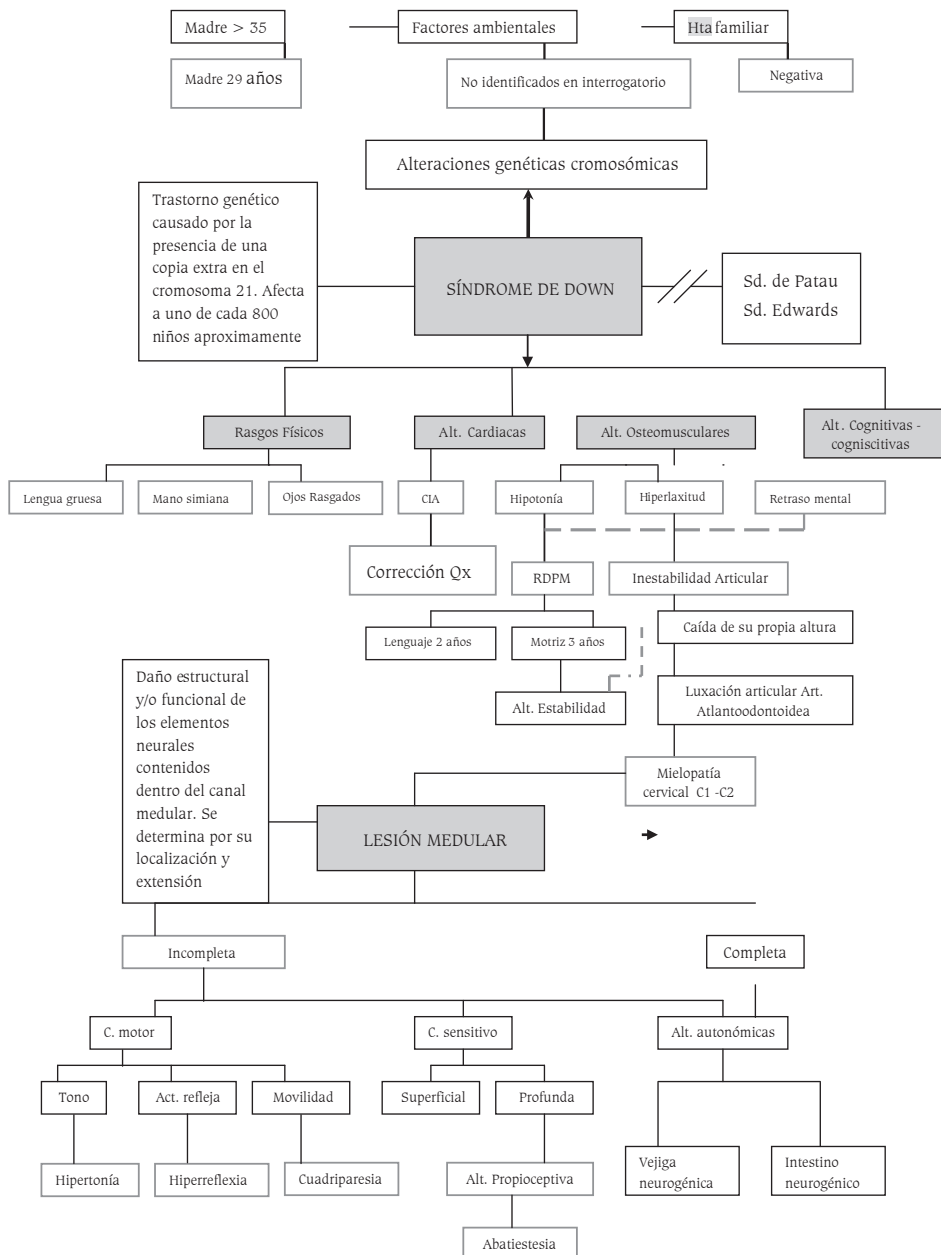 Madre > 35
Factores ambientales
Hta familiar
Madre 29 años
No identificados en interrogatorio
Negativa
Alteraciones genéticas cromosómicas
Trastorno genético
causado por la
presencia de una
copia extra en el
cromosoma 21. Afecta
a uno de cada 800
niños aproximamente
SÍNDROME DE DOWN
Sd. de Patau
Sd. Edwards
Rasgos Físicos
Alt. Cardiacas
Alt. Osteomusculares
Alt. Cognitivas -
cogniscitivas
Lengua gruesa
Mano simiana
Ojos Rasgados
CIA
Hipotonía
Hiperlaxitud
Retraso mental
Corrección Qx
RDPM
Inestabilidad Articular
Lenguaje 2 años
Motriz 3 años
Caída de su propia altura
Alt. Estabilidad
Luxación articular Art.
Atlantoodontoidea
Daño estructural
y/o funcional de
los elementos
neurales
contenidos
dentro del canal
medular. Se
determina por su
localización y
extensión
Mielopatía
cervical C1 -C2
LESIÓN MEDULAR
Incompleta
Completa
C. motor
C. sensitivo
Alt. autonómicas
Tono
Act. refleja
Movilidad
Superficial
Profunda
Hipertonía
Hiperreflexia
Cuadriparesia
Alt. Propioceptiva
Vejiga
neurogénica
Intestino
neurogénico
Abatiestesia